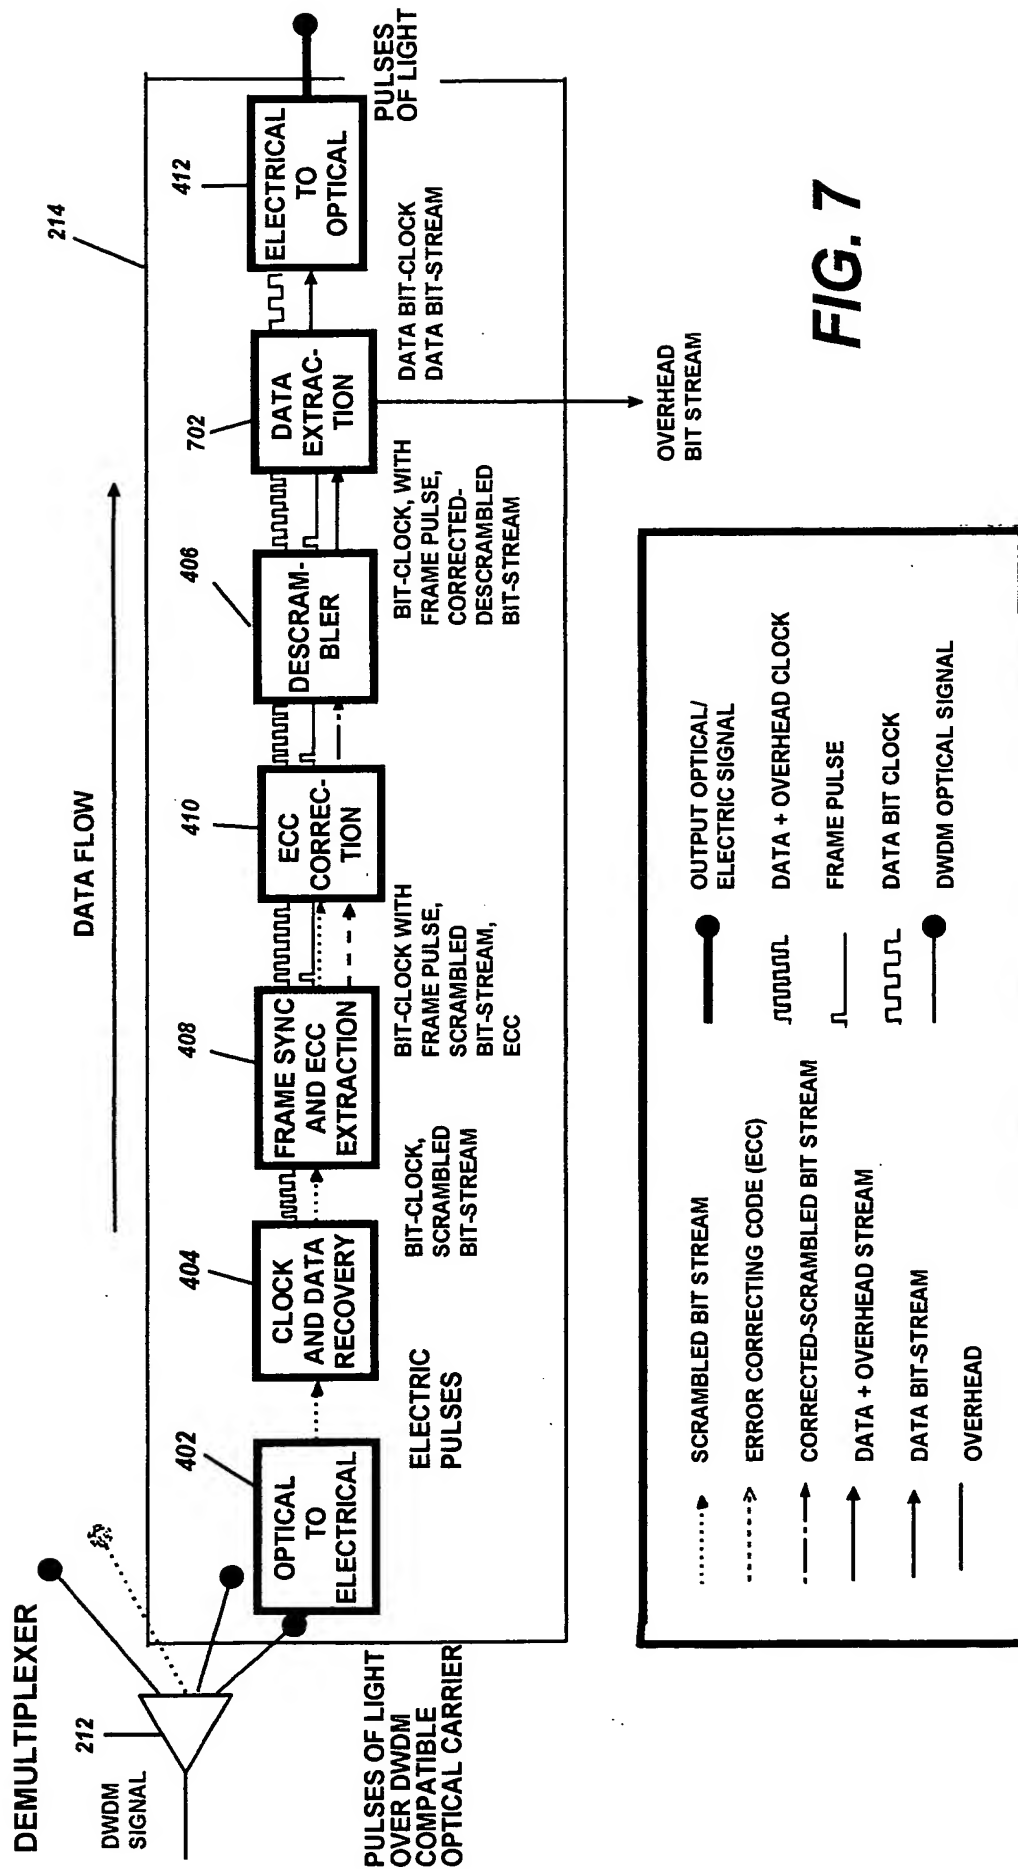 DATA FLOW
214
DEMULTIPLEXER
212
DWDM
SIGNAL
PULSES OF LIGHT
OVER DWDM
COMPATIBLE
OPTICAL CARRIER
402
OPTICAL
TO
ELECTRICAL
ELECTRIC
PULSES
404
CLOCK
AND DATA
RECOVERY
BIT-CLOCK,
SCRAMBLED
BIT-STREAM
408
FRAME SYNC
AND ECC
EXTRACTION
BIT-CLOCK WITH
FRAME PULSE,
SCRAMBLED
BIT-STREAM,
ECC
410
ECC
CORREC-
TION
406
DESCRAM-
BLER
BIT-CLOCK, WITH
FRAME PULSE,
CORRECTED-
DESCRAMBLED
BIT-STREAM
702
DATA
EXTRAC-
TION
DATA BIT-CLOCK
DATA BIT-STREAM
412
ELECTRICAL
TO
OPTICAL
PULSES
OF LIGHT
OVERHEAD
BIT STREAM
SCRAMBLED BIT STREAM
ERROR CORRECTING CODE (ECC)
CORRECTED-SCRAMBLED BIT STREAM
DATA + OVERHEAD STREAM
DATA BIT-STREAM
OVERHEAD
OUTPUT OPTICAL/
ELECTRIC SIGNAL
DATA + OVERHEAD CLOCK
FRAME PULSE
DATA BIT CLOCK
DWDM OPTICAL SIGNAL
FIG. 7